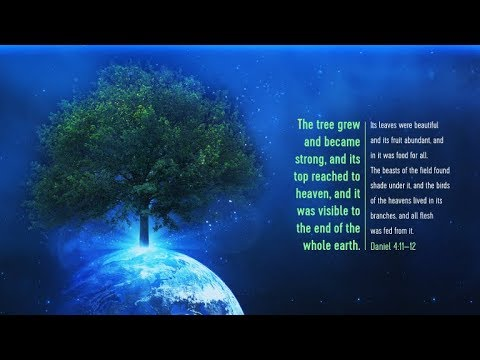 The tree grew
and became
strong, and its
top reached to
heaven, and it
was visible to
the end of the
whole earth.
Its leaves were beautiful
and its fruit abundant, and
in it was food for all.
The beasts of the field found
shade under it, and the birds
of the heavens lived in its
branches, and all flesh
was fed from it.
Daniel 4:11–12